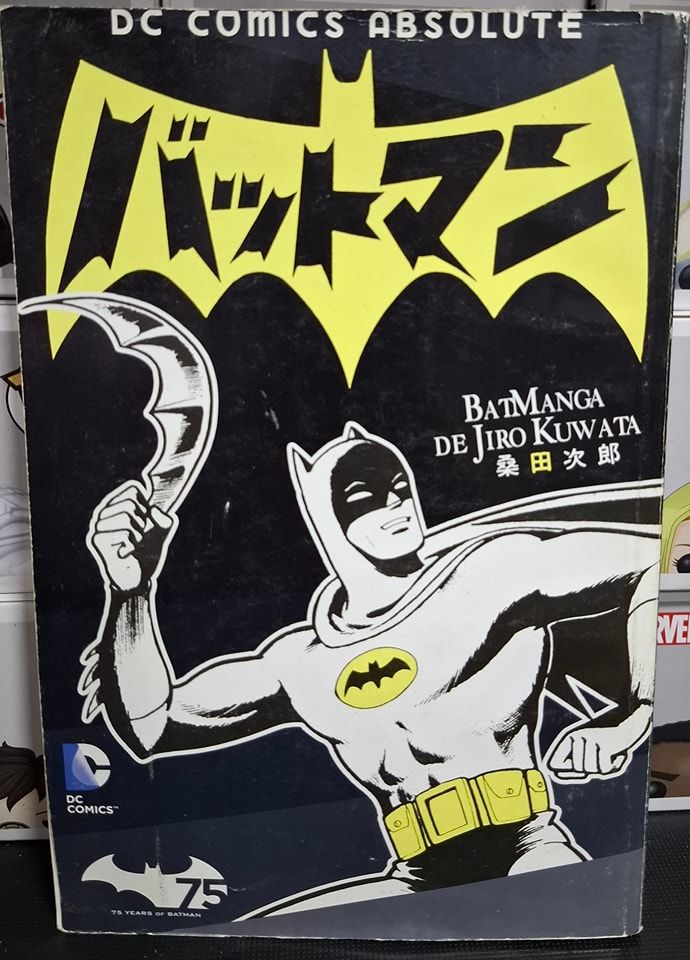 DC COMICS ABSOLUTE
バットマン
BATMANGA
DE JIRO KUWATA
桑田次郎
DC
COMICS™
75
75 YEARS OF BATMAN